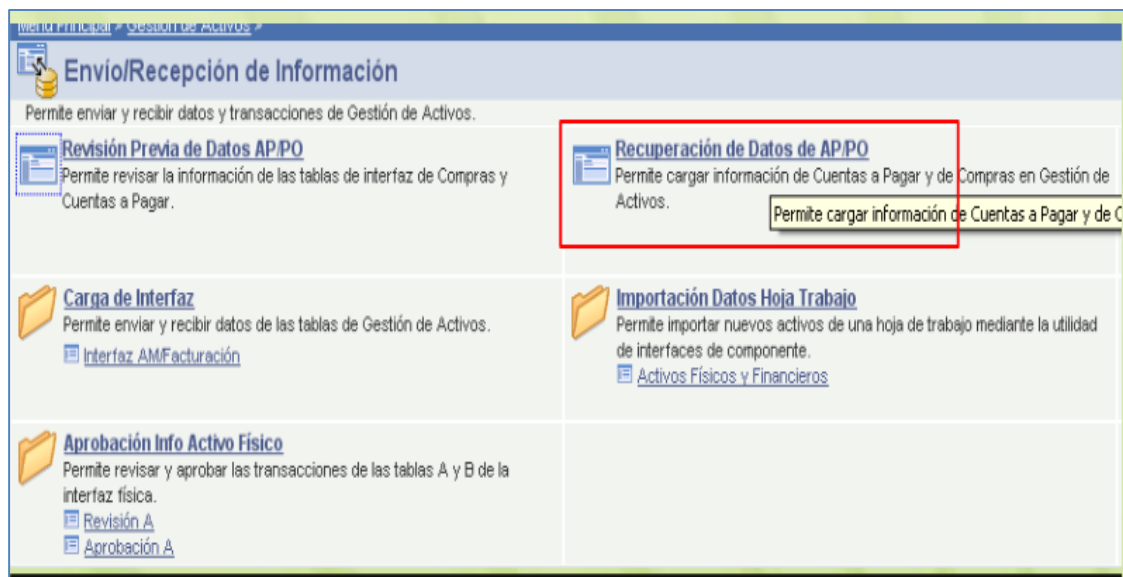 Menú Principal > Gestión de Activos >
Envío/Recepción de Información
Permite enviar y recibir datos y transacciones de Gestión de Activos.
Revisión Previa de Datos AP/PO
Permite revisar la información de las tablas de interfaz de Compras y
Cuentas a Pagar.
Recuperación de Datos de AP/PO
Permite cargar información de Cuentas a Pagar y de Compras en Gestión de
Activos.
Permite cargar información de Cuentas a Pagar y de C
Carga de Interfaz
Permite enviar y recibir datos de las tablas de Gestión de Activos.
Interfaz AM/Facturación
Importación Datos Hoja Trabajo
Permite importar nuevos activos de una hoja de trabajo mediante la utilidad
de interfaces de componente.
Activos Físicos y Financieros
Aprobación Info Activo Físico
Permite revisar y aprobar las transacciones de las tablas A y B de la
interfaz física.
Revisión A
Aprobación A